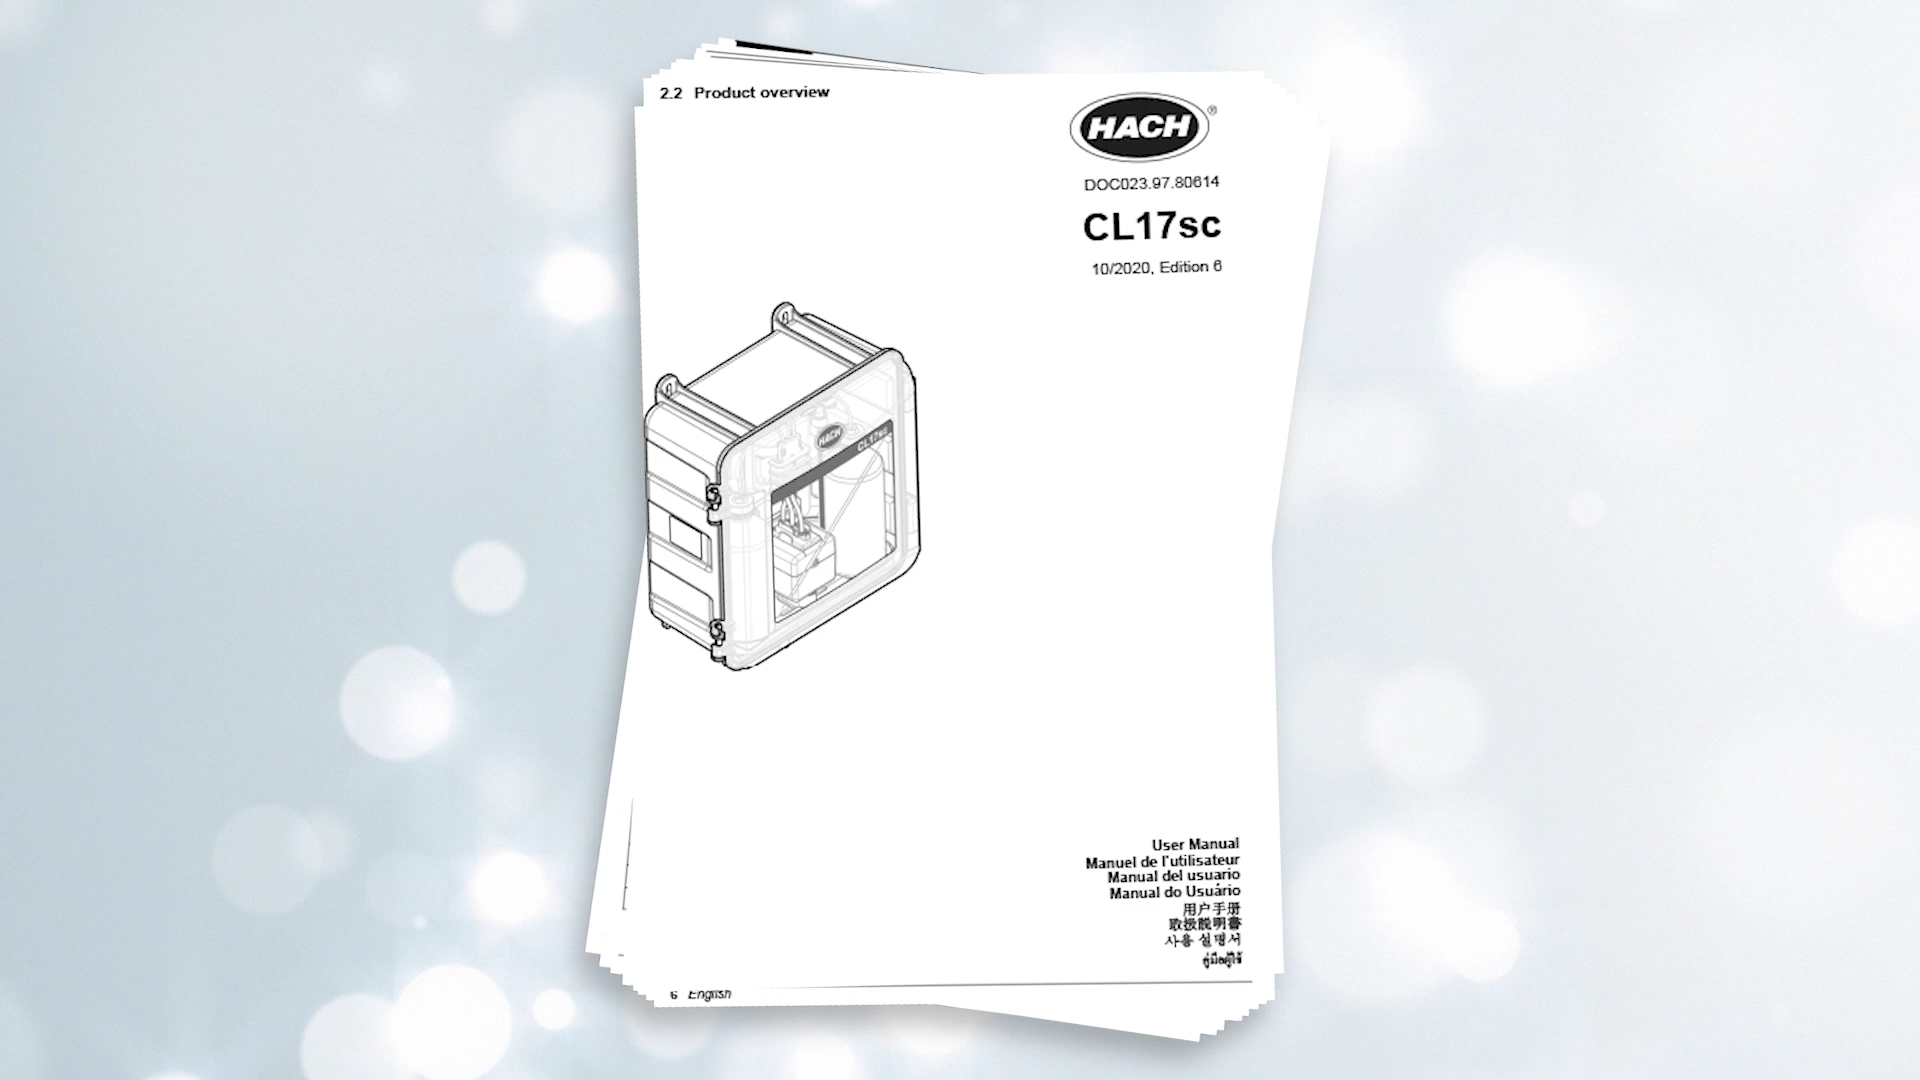 2.2 Product overview
HACH®
DOC023.97.80614
CL17sc
10/2020, Edition 6
HACH
CL17sc
User Manual
Manuel de l'utilisateur
Manual del usuario
Manual do Usuário
用户手册
取扱説明書
사용 설명서
คู่มือผู้ใช้
6 English